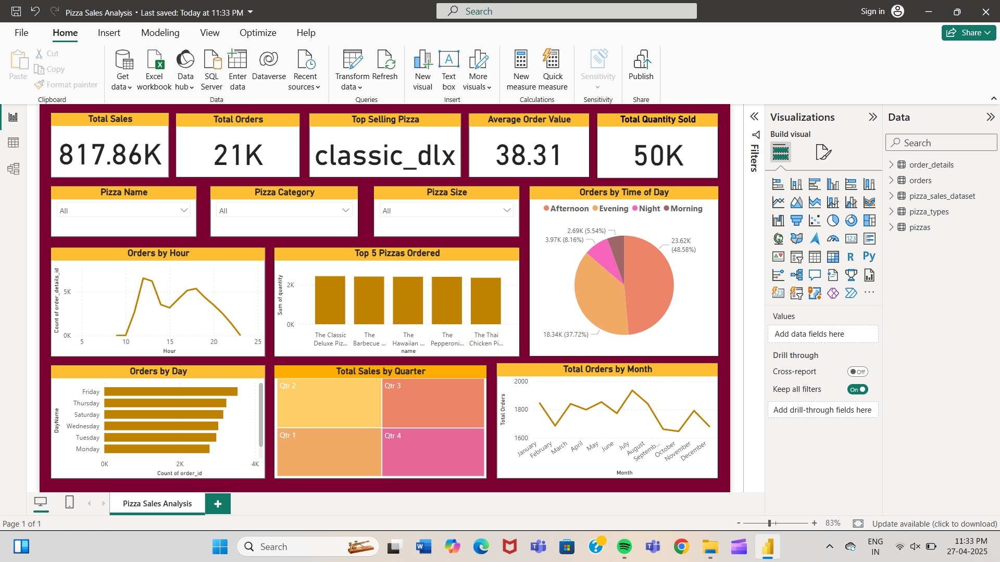 Pizza Sales Analysis • Last saved: Today at 11:33 PM
Search
Sign in
File
Home
Insert
Modeling
View
Optimize
Help
Share
Paste
Cut
Copy
Format painter
Clipboard
Get data
Excel workbook
Data hub
SQL Server
Enter data
Dataverse
Recent sources
Data
Transform data
Refresh
Queries
New visual
Text box
More visuals
Insert
New measure
Quick measure
Calculations
Sensitivity
Sensitivity
Publish
Share
Total Sales
817.86K
Total Orders
21K
Top Selling Pizza
classic_dlx
Average Order Value
38.31
Total Quantity Sold
50K
Pizza Name
All
Pizza Category
All
Pizza Size
All
Orders by Time of Day
Afternoon Evening Night Morning
2.69K (5.54%)
3.97K (8.16%)
23.62K
(48.58%)
18.34K (37.72%)
Orders by Hour
Count of order_details_id
5K
0K
5 10 15 20 25
Hour
Top 5 Pizzas Ordered
Sum of quantity
2K
0K
The Classic Deluxe Piz...
The Barbecue ...
The Hawaiian ...
The Pepperoni...
The Thai Chicken Pi...
name
Orders by Day
DayName
Friday
Thursday
Saturday
Wednesday
Tuesday
Monday
0K 2K 4K
Count of order_id
Total Sales by Quarter
Qtr 2
Qtr 3
Qtr 1
Qtr 4
Total Orders by Month
Total Orders
2000
1800
1600
January
February
March
April
May
June
July
August
Septemb...
October
November
December
Month
Filters
Visualizations
Build visual
123
R
Py
123
Values
Add data fields here
Drill through
Cross-report
Off
Keep all filters
On
Add drill-through fields here
Data
Search
order_details
orders
pizza_sales_dataset
pizza_types
pizzas
Pizza Sales Analysis
Page 1 of 1
- + 83%
Update available (click to download)
Search
ENG
IN
11:33 PM
27-04-2025